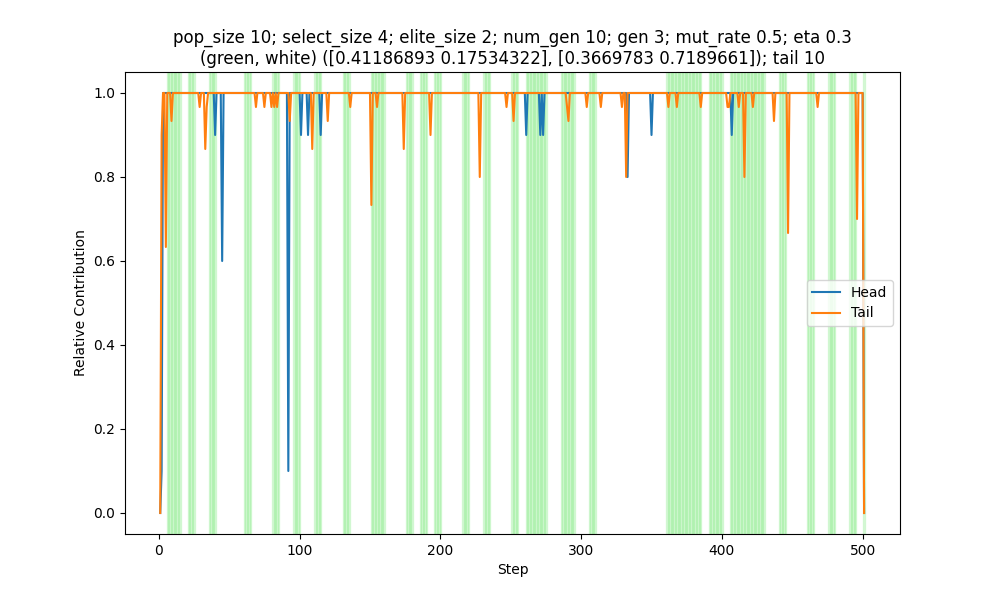 pop_size 10; select_size 4; elite_size 2; num_gen 10; gen 3; mut_rate 0.5; eta 0.3
(green, white) ([0.41186893 0.17534322], [0.3669783 0.7189661]); tail 10
1.0
0.8
0.6
0.4
0.2
0.0
Relative Contribution
Head
Tail
0
100
200
300
400
500
Step